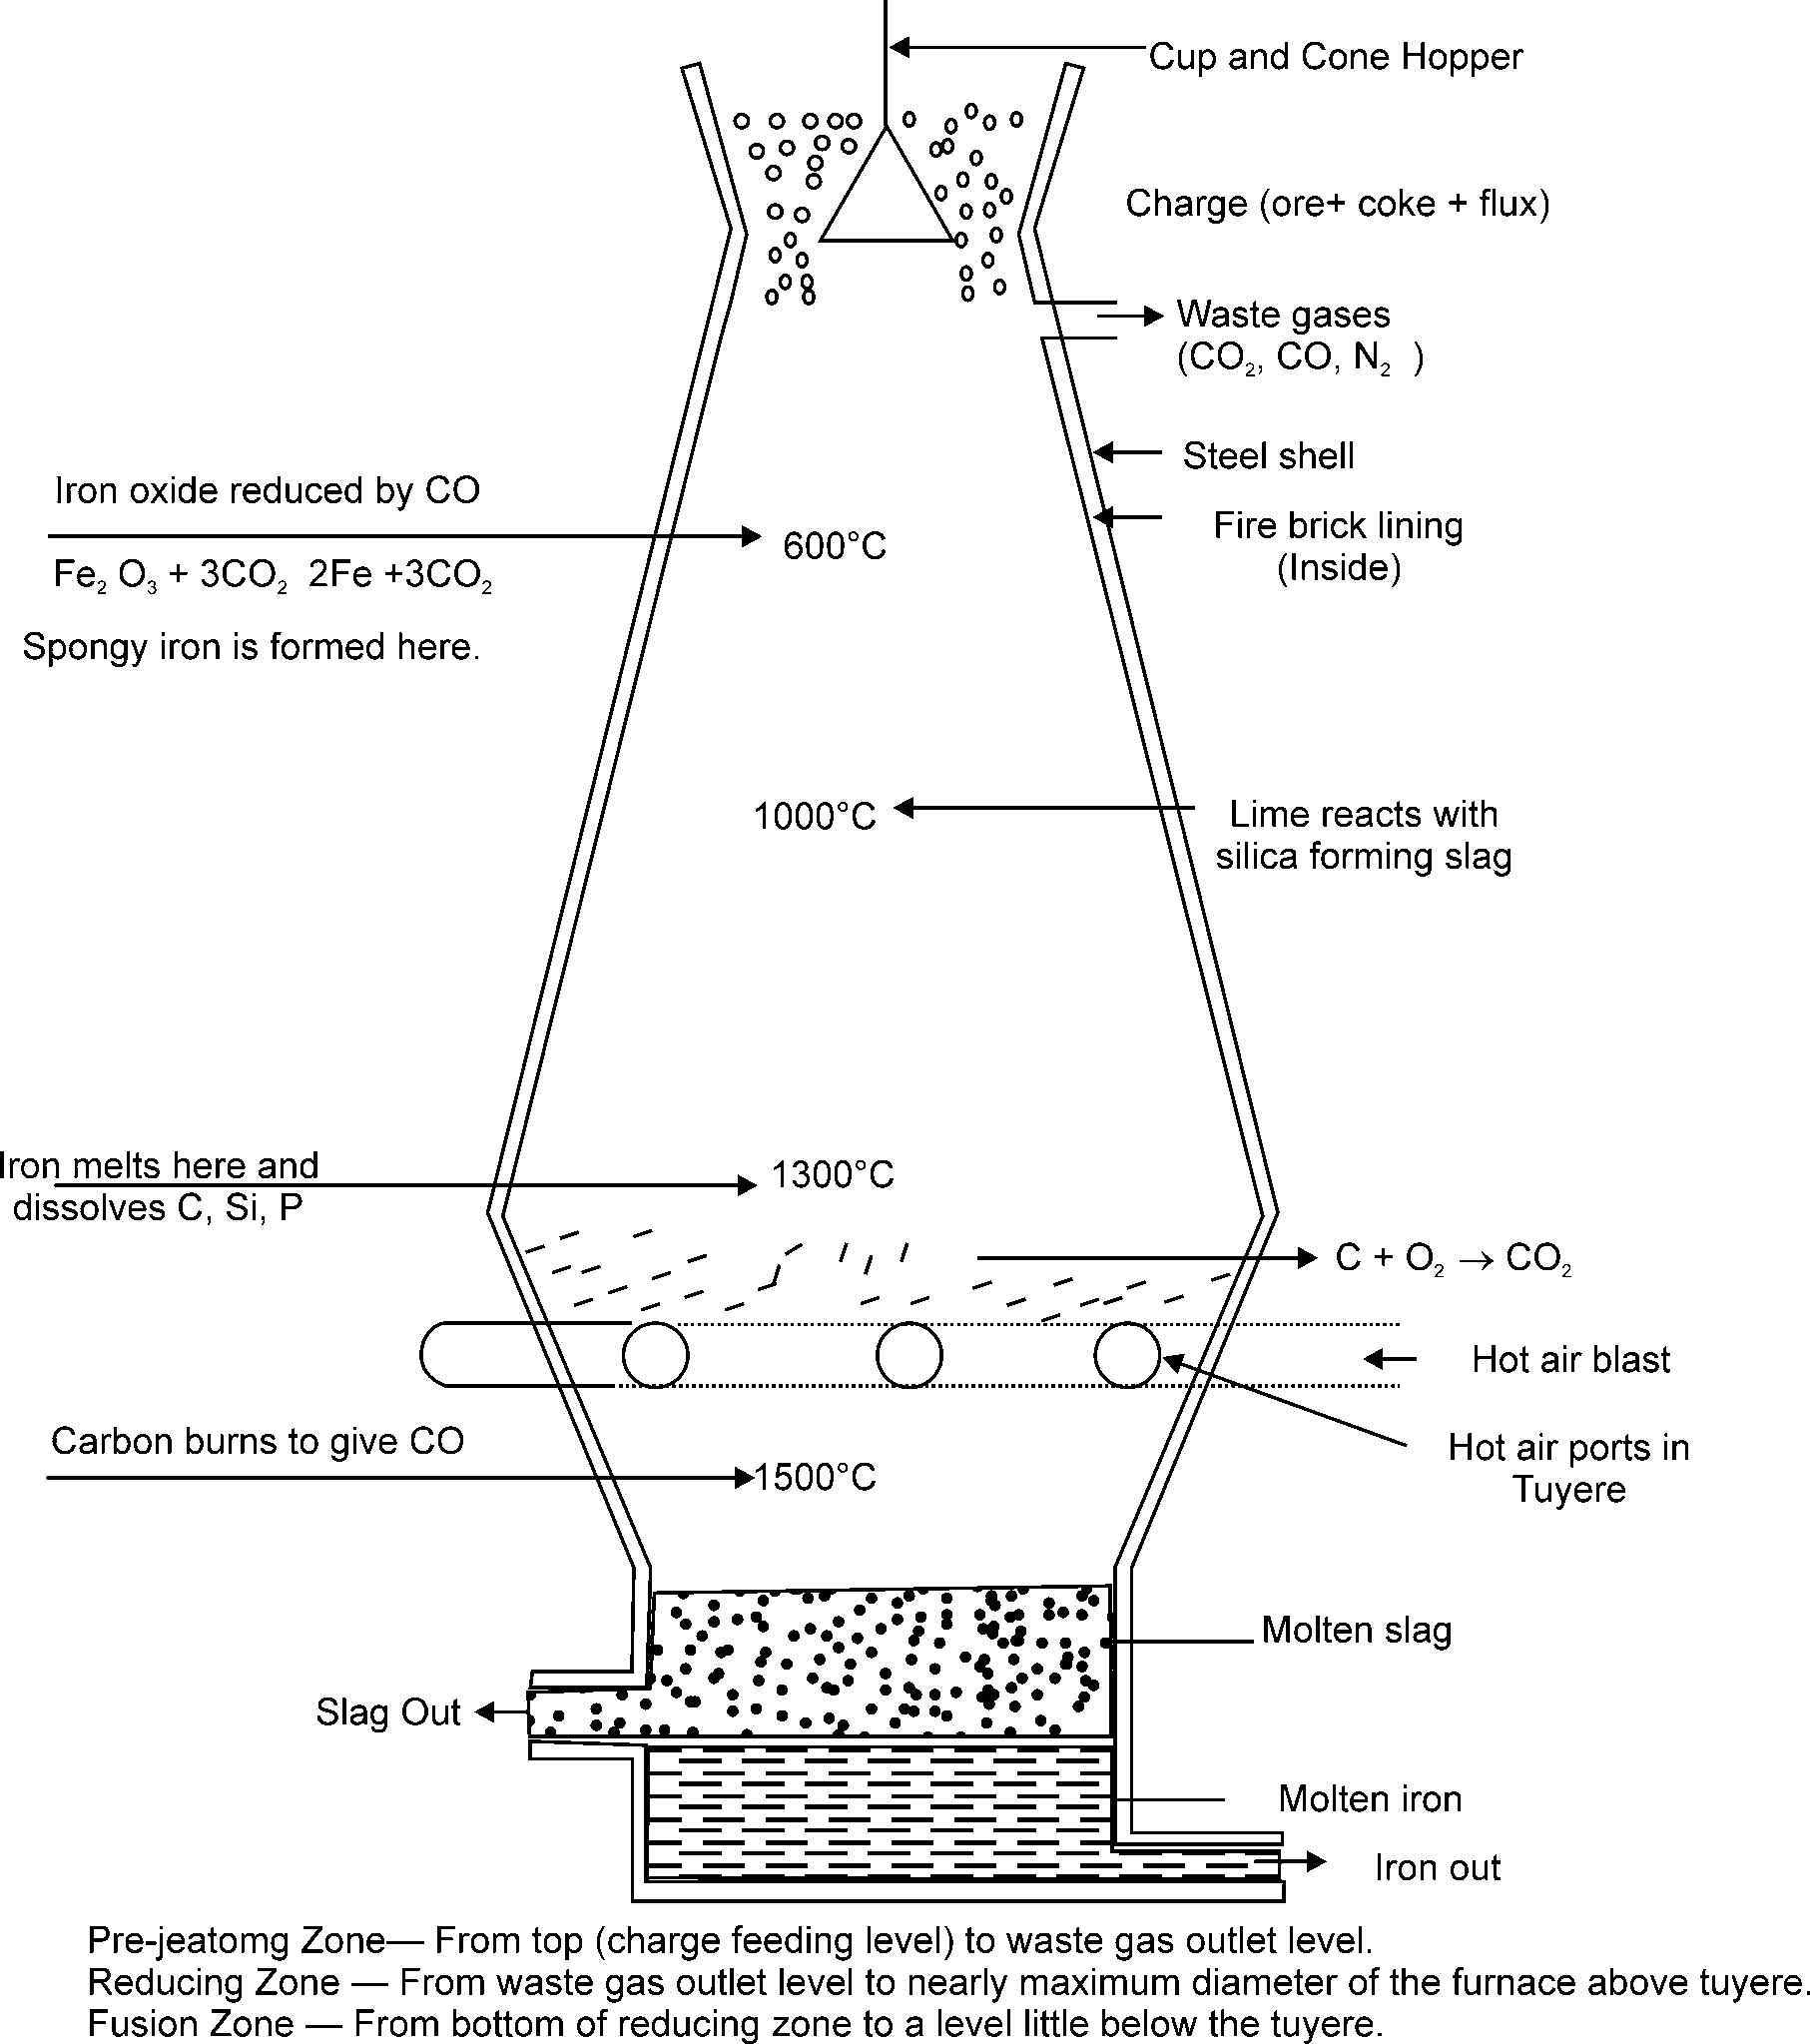 Cup and Cone Hopper
Charge (ore+ coke + flux)
Waste gases
(CO₂, CO, N₂ )
Steel shell
Iron oxide reduced by CO
Fire brick lining
(Inside)
600°C
Fe₂ O₃ + 3CO₂ 2Fe +3CO₂
Spongy iron is formed here.
1000°C
Lime reacts with
silica forming slag
Iron melts here and
dissolves C, Si, P
1300°C
C + O₂ → CO₂
Hot air blast
Carbon burns to give CO
1500°C
Hot air ports in
Tuyere
Molten slag
Slag Out
Molten iron
Iron out
Pre-jeatomg Zone— From top (charge feeding level) to waste gas outlet level.
Reducing Zone — From waste gas outlet level to nearly maximum diameter of the furnace above tuyere.
Fusion Zone — From bottom of reducing zone to a level little below the tuyere.